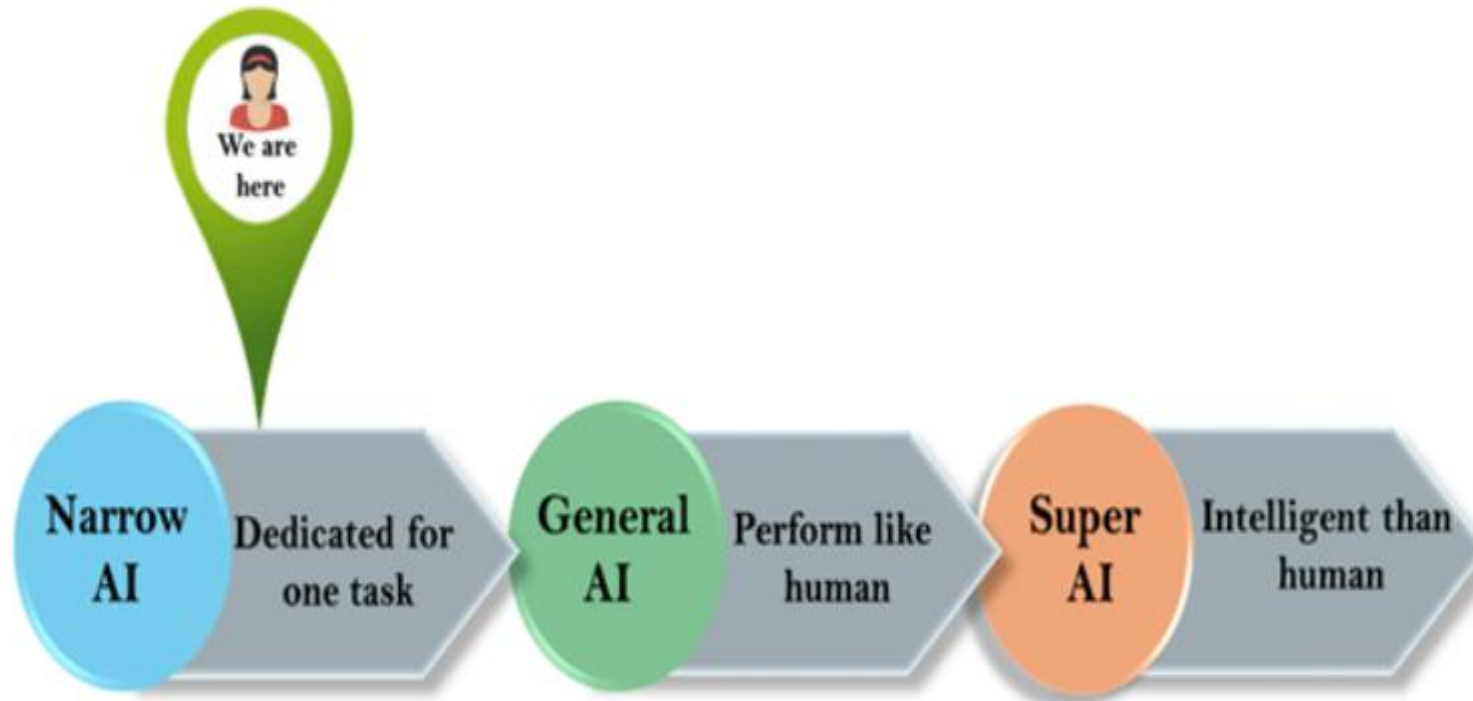 We are
here
Narrow
AI
Dedicated for
one task
General
AI
Perform like
human
Super
AI
Intelligent than
human